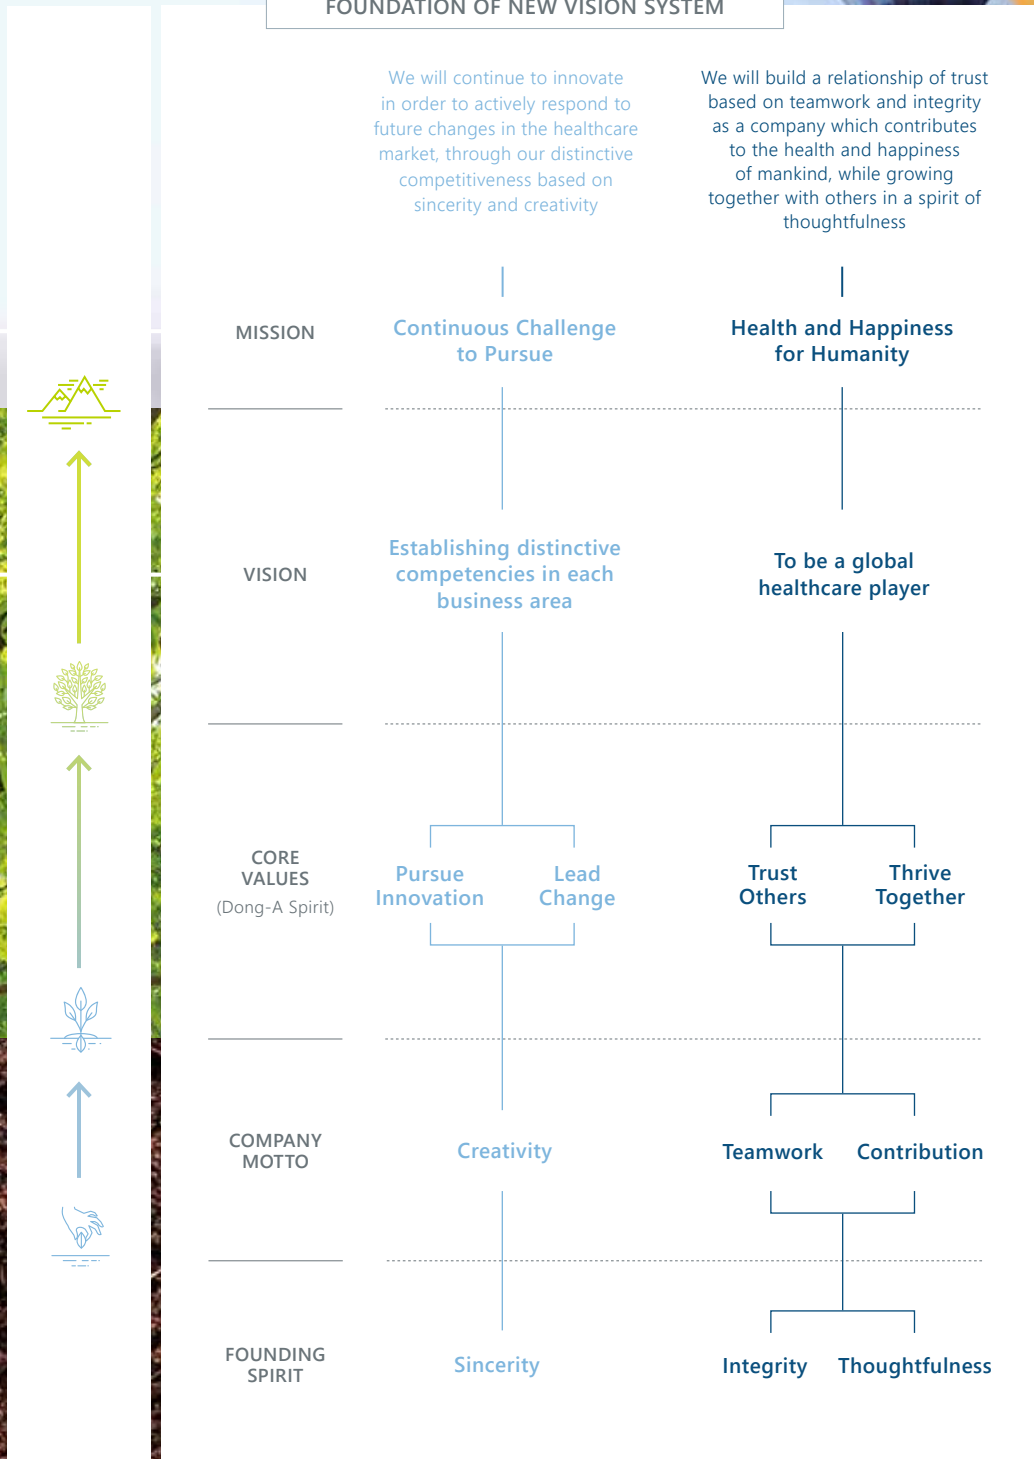 FOUNDATION OF NEW VISION SYSTEM
We will continue to innovate
in order to actively respond to
future changes in the healthcare
market, through our distinctive
competitiveness based on
sincerity and creativity
We will build a relationship of trust
based on teamwork and integrity
as a company which contributes
to the health and happiness
of mankind, while growing
together with others in a spirit of
thoughtfulness
MISSION
Continuous Challenge
to Pursue
Health and Happiness
for Humanity
VISION
Establishing distinctive
competencies in each
business area
To be a global
healthcare player
CORE
VALUES
(Dong-A Spirit)
Pursue
Innovation
Lead
Change
Trust
Others
Thrive
Together
COMPANY
MOTTO
Creativity
Teamwork
Contribution
FOUNDING
SPIRIT
Sincerity
Integrity
Thoughtfulness